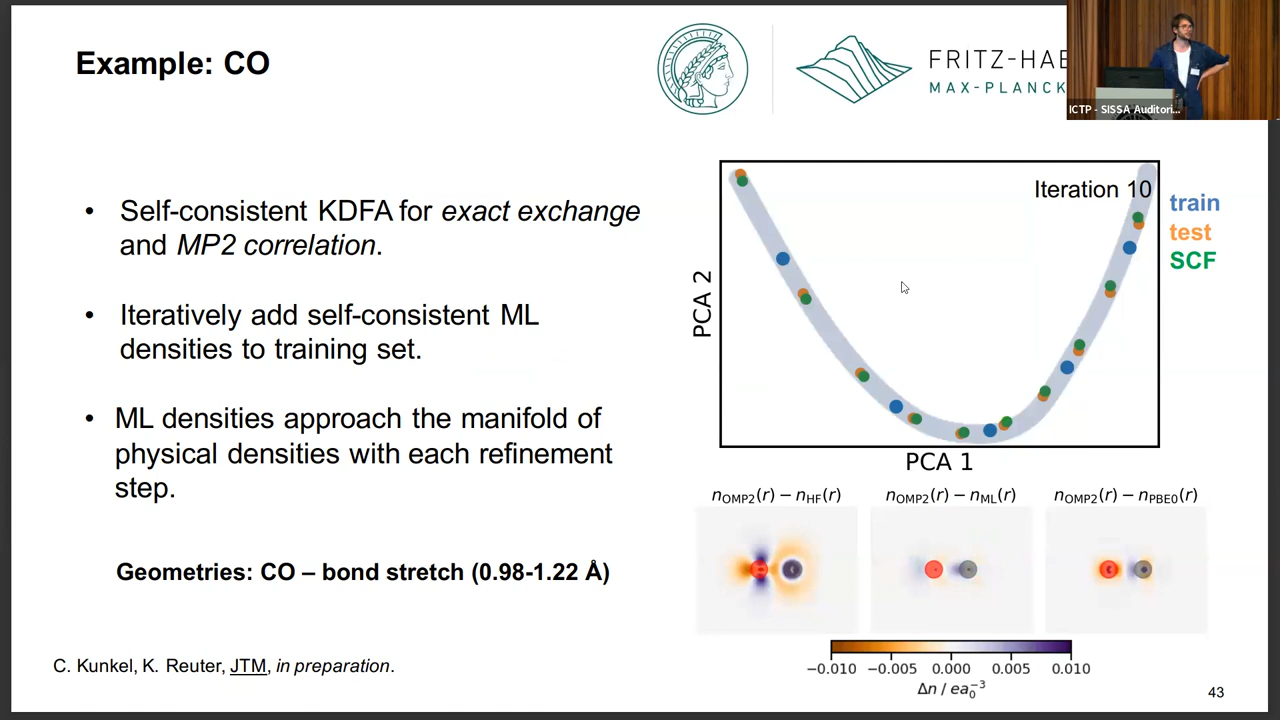 Example: CO
FRITZ-HAB
MAX-PLANCK
ICTP - SISSA Auditori...
• Self-consistent KDFA for exact exchange
and MP2 correlation.
• Iteratively add self-consistent ML
densities to training set.
• ML densities approach the manifold of
physical densities with each refinement
step.
Geometries: CO – bond stretch (0.98-1.22 Å)
C. Kunkel, K. Reuter, JTM, in preparation.
Iteration 10
train
test
SCF
PCA 2
PCA 1
n_OMP2(r) − n_HF(r) n_OMP2(r) − n_ML(r) n_OMP2(r) − n_PBE0(r)
−0.010 −0.005 0.000 0.005 0.010
Δn / ea₀⁻³
43